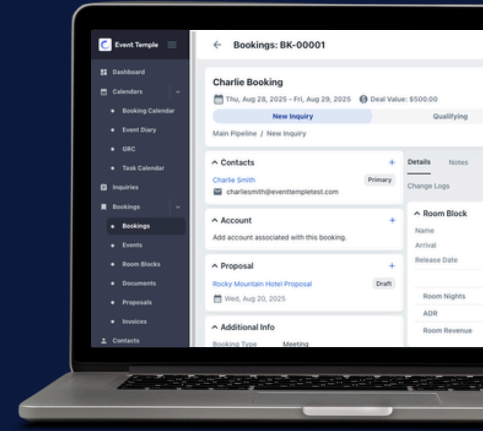 Event Temple
Dashboard
Calendars
Booking Calendar
Event Diary
GRC
Task Calendar
Inquiries
Bookings
Bookings
Events
Room Blocks
Documents
Proposals
Invoices
Contacts
Bookings: BK-00001
Charlie Booking
Thu, Aug 28, 2025 - Fri, Aug 29, 2025 Deal Value: $500.00
New Inquiry Qualifying
Main Pipeline / New Inquiry
Contacts +
Charlie Smith Primary
charliesmith@eventtempletest.com
Account +
Add account associated with this booking.
Proposal +
Rocky Mountain Hotel Proposal Draft
Wed, Aug 20, 2025
Additional Info
Booking Type Meeting
Details Notes
Change Logs
Room Block
Name
Arrival
Release Date
Room Nights
ADR
Room Revenue